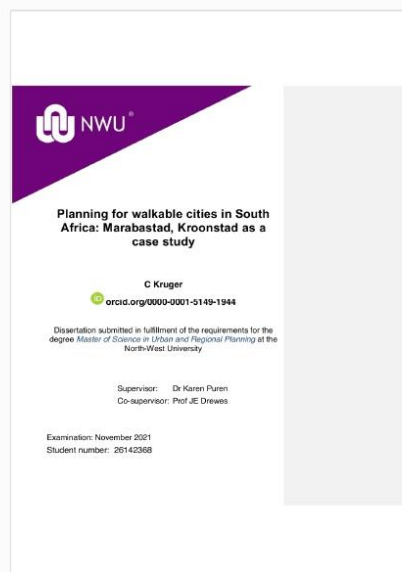 NWU®
Planning for walkable cities in South
Africa: Marabastad, Kroonstad as a
case study
C Kruger
iD orcid.org/0000-0001-5149-1944
Dissertation submitted in fulfillment of the requirements for the
degree Master of Science in Urban and Regional Planning at the
North-West University
Supervisor: Dr Karen Puren
Co-supervisor: Prof JE Drewes
Examination: November 2021
Student number: 26142368